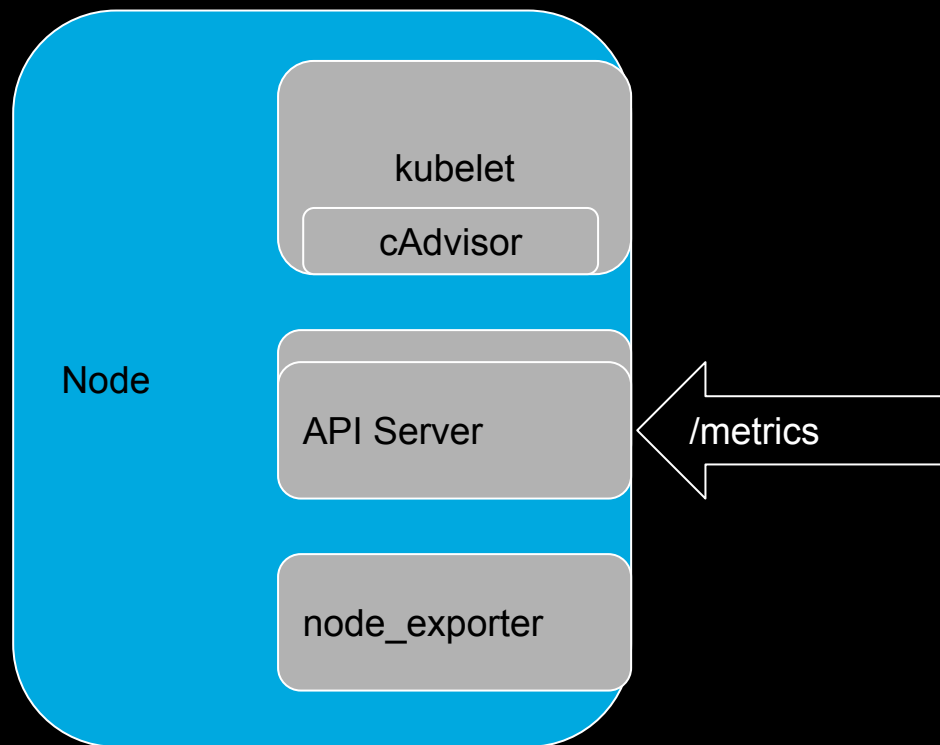 kubelet
cAdvisor
Node
API Server
/metrics
node_exporter